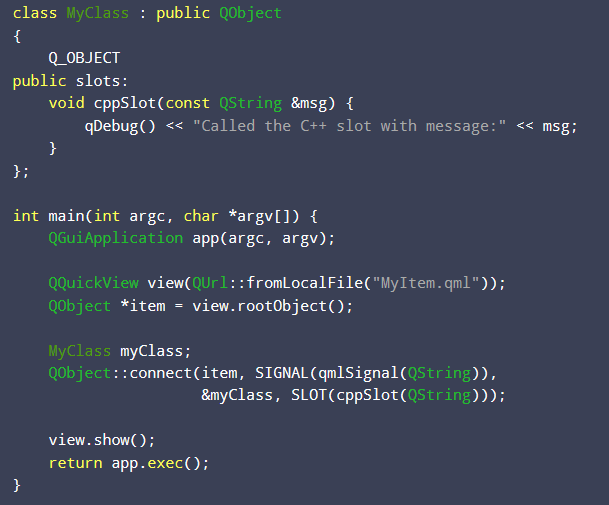 class MyClass : public QObject
{
    Q_OBJECT
public slots:
    void cppSlot(const QString &msg) {
        qDebug() << "Called the C++ slot with message:" << msg;
    }
};

int main(int argc, char *argv[]) {
    QGuiApplication app(argc, argv);

    QQuickView view(QUrl::fromLocalFile("MyItem.qml"));
    QObject *item = view.rootObject();

    MyClass myClass;
    QObject::connect(item, SIGNAL(qmlSignal(QString)),
                     &myClass, SLOT(cppSlot(QString)));

    view.show();
    return app.exec();
}